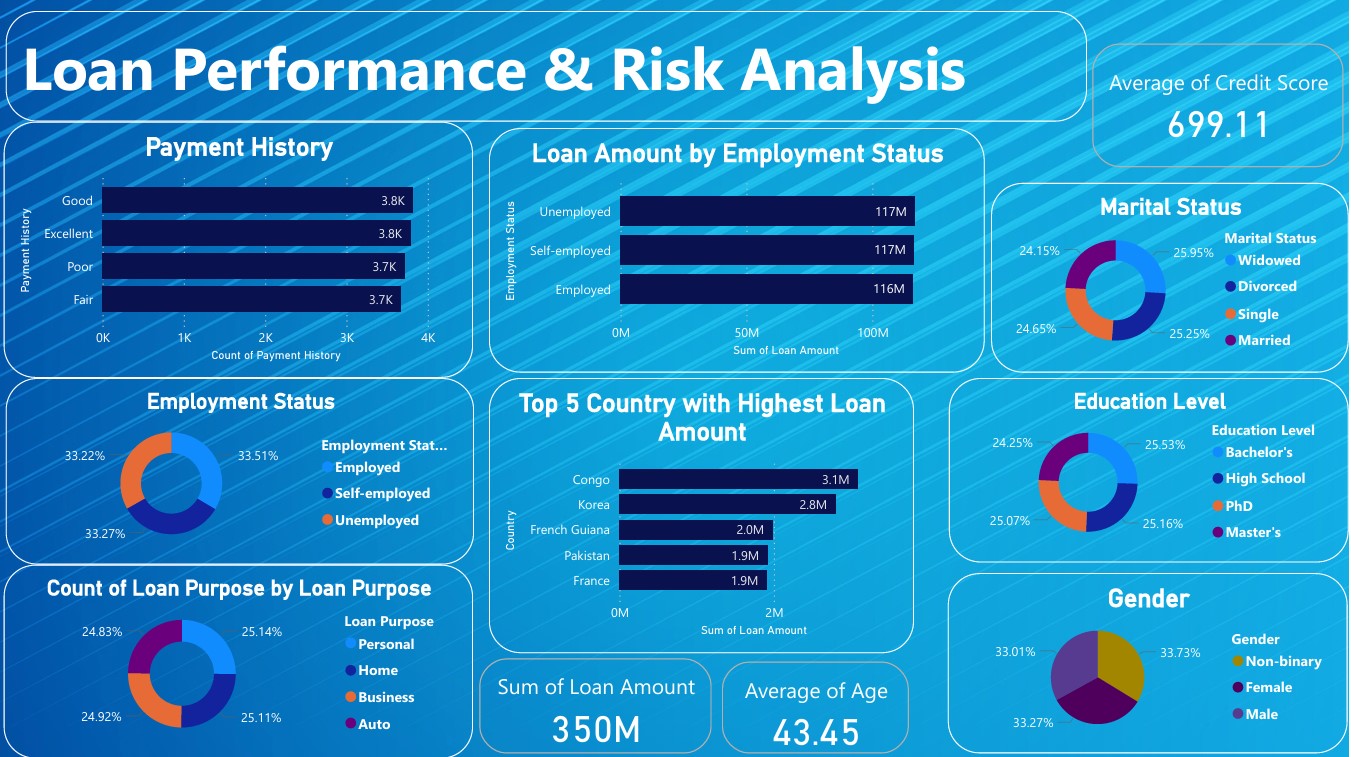 Loan Performance & Risk Analysis
Average of Credit Score
699.11
Payment History
Payment History
Good
3.8K
Excellent
3.8K
Poor
3.7K
Fair
3.7K
0K 1K 2K 3K 4K
Count of Payment History
Loan Amount by Employment Status
Employment Status
Unemployed
117M
Self-employed
117M
Employed
116M
0M 50M 100M
Sum of Loan Amount
Marital Status
24.15%
25.95%
24.65%
25.25%
Marital Status
Widowed
Divorced
Single
Married
Employment Status
33.22%
33.51%
33.27%
Employment Stat...
Employed
Self-employed
Unemployed
Top 5 Country with Highest Loan
Amount
Country
Congo
3.1M
Korea
2.8M
French Guiana
2.0M
Pakistan
1.9M
France
1.9M
0M 2M
Sum of Loan Amount
Education Level
24.25%
25.53%
25.07%
25.16%
Education Level
Bachelor's
High School
PhD
Master's
Count of Loan Purpose by Loan Purpose
24.83%
25.14%
24.92%
25.11%
Loan Purpose
Personal
Home
Business
Auto
Sum of Loan Amount
350M
Average of Age
43.45
Gender
33.01%
33.73%
33.27%
Gender
Non-binary
Female
Male